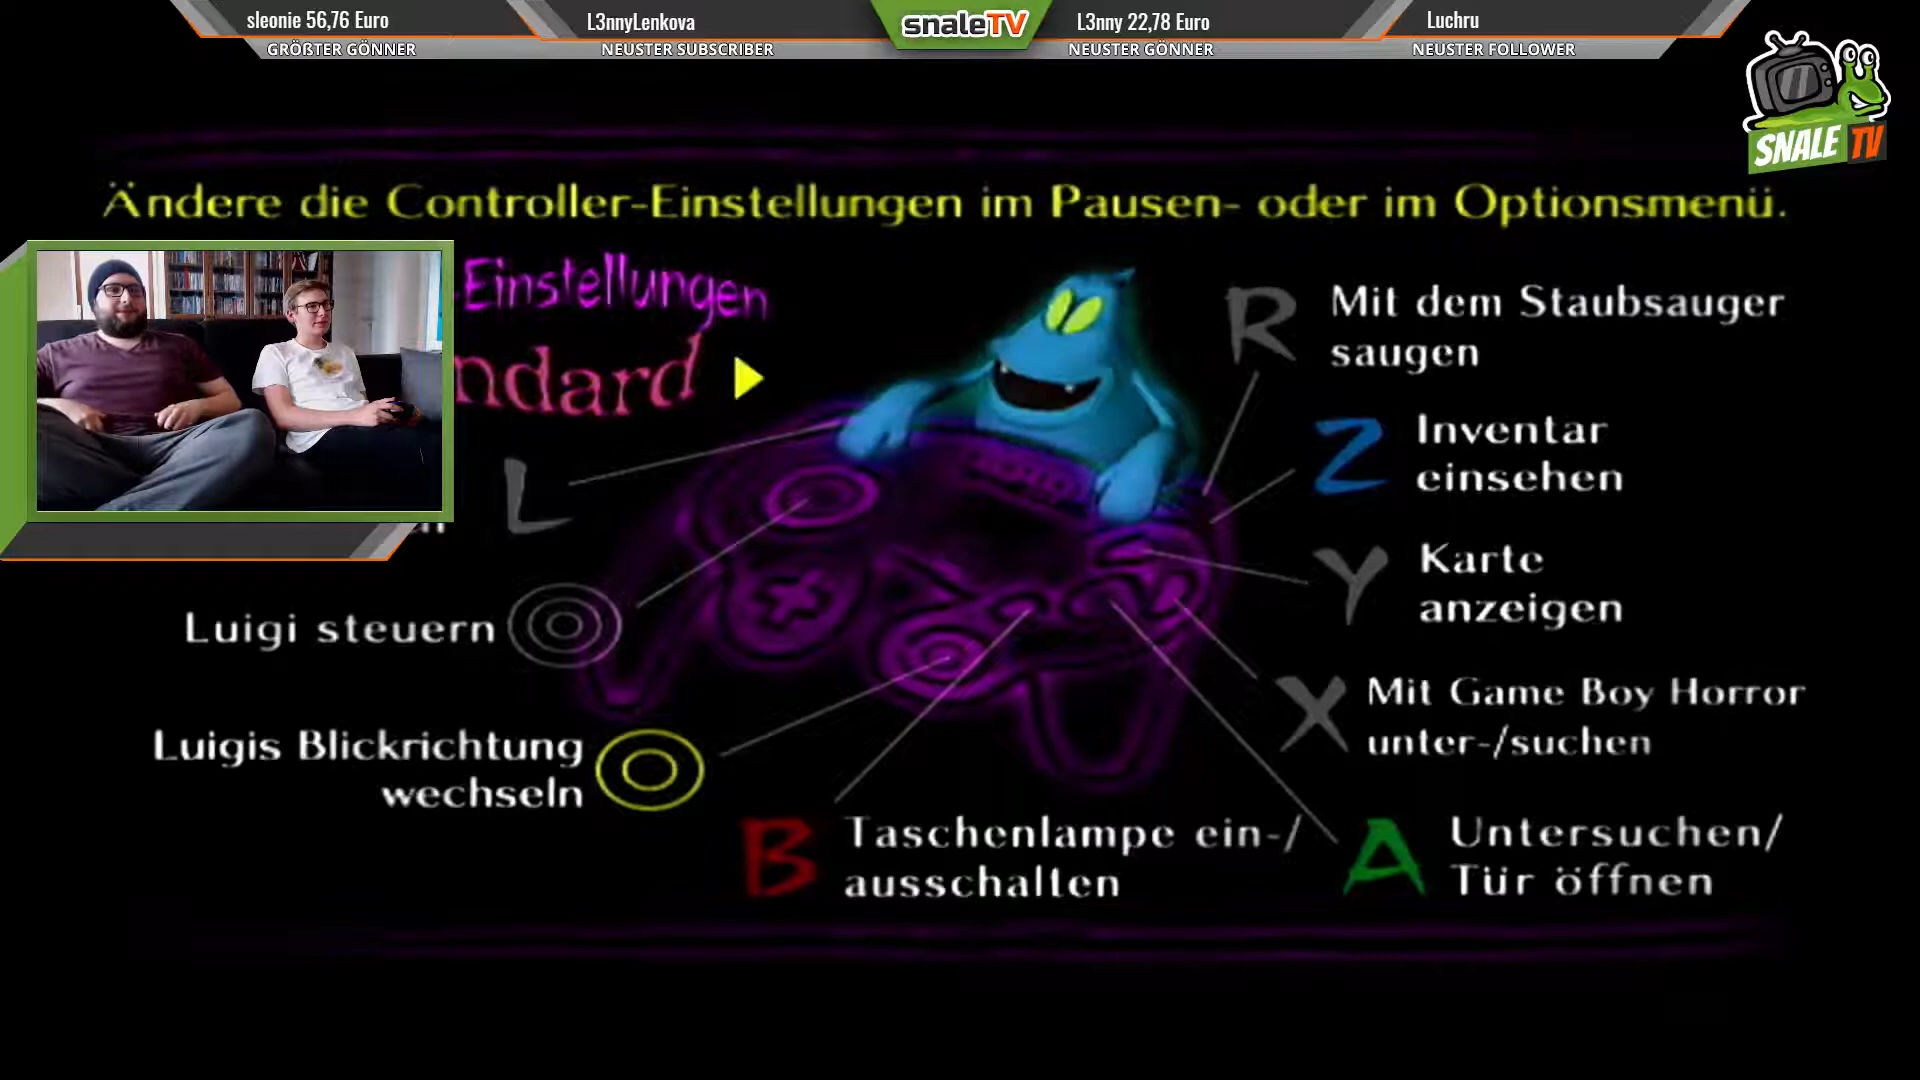 sleonie 56,76 Euro
GRÖßTER GÖNNER
L3nnyLenkova
NEUSTER SUBSCRIBER
snaleTV
L3nny 22,78 Euro
NEUSTER GÖNNER
Luchru
NEUSTER FOLLOWER
SNALE TV
Ändere die Controller-Einstellungen im Pausen- oder im Optionsmenü.
-Einstellungen
ndard
R Mit dem Staubsauger
saugen
Z Inventar
einsehen
L
Y Karte
anzeigen
Luigi steuern
X Mit Game Boy Horror
unter-/suchen
Luigis Blickrichtung
wechseln
B Taschenlampe ein-/
ausschalten
A Untersuchen/
Tür öffnen